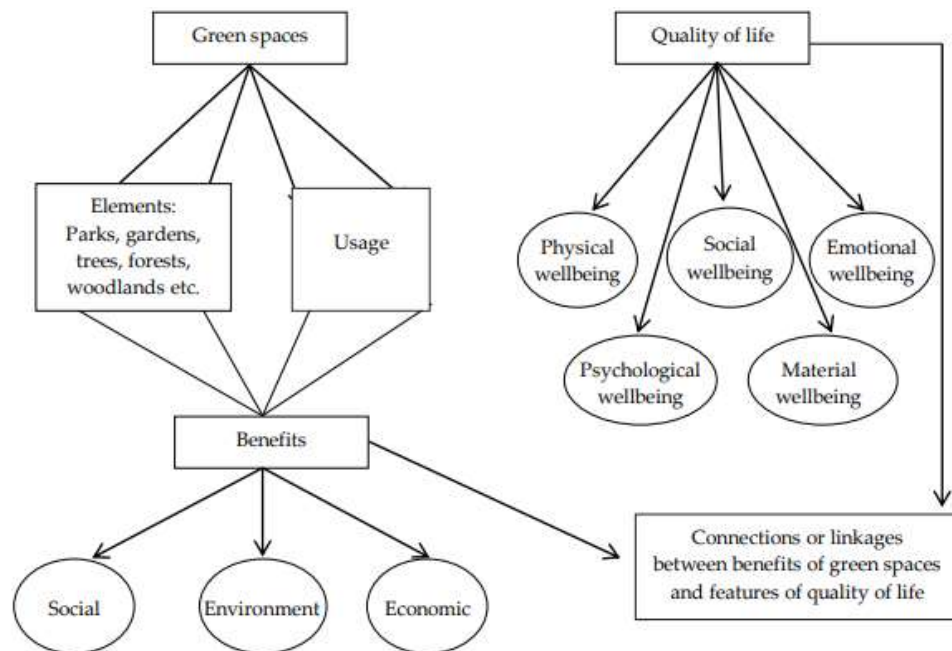 Green spaces
Quality of life
Elements:
Parks, gardens,
trees, forests,
woodlands etc.
Usage
Physical
wellbeing
Social
wellbeing
Emotional
wellbeing
Psychological
wellbeing
Material
wellbeing
Benefits
Connections or linkages
between benefits of green spaces
and features of quality of life
Social
Environment
Economic